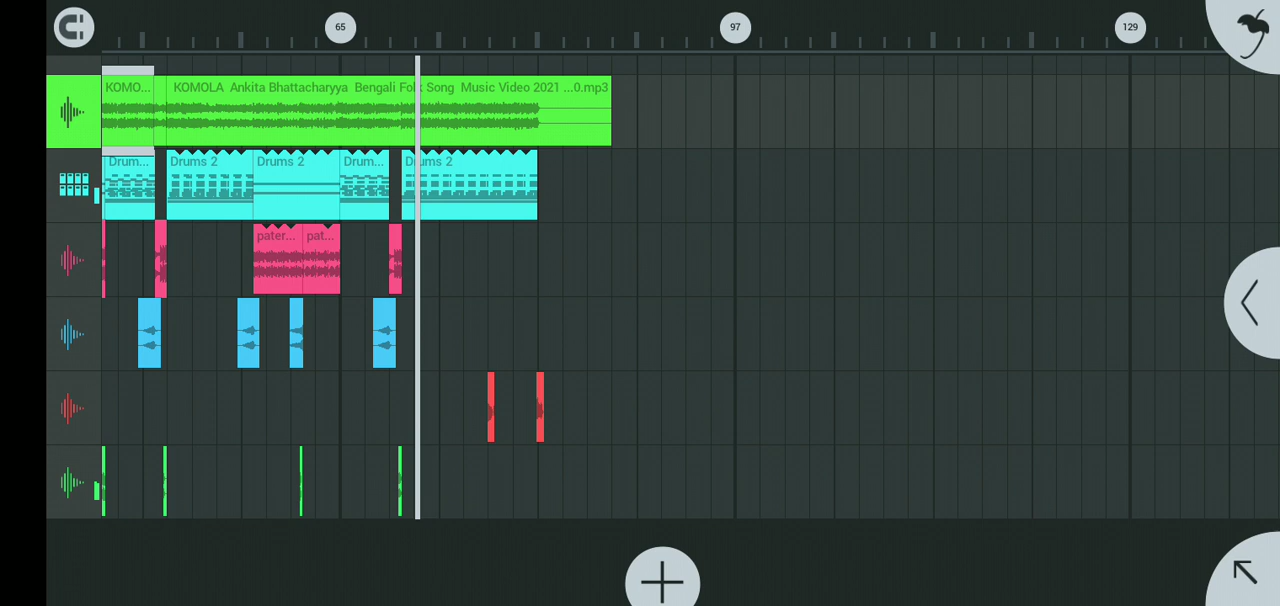 65
97
129
KOMO...
KOMOLA Ankita Bhattacharyya Bengali Folk Song Music Video 2021 ...0.mp3
Drum...
Drums 2
Drums 2
Drum...
Drums 2
pater...
pat...